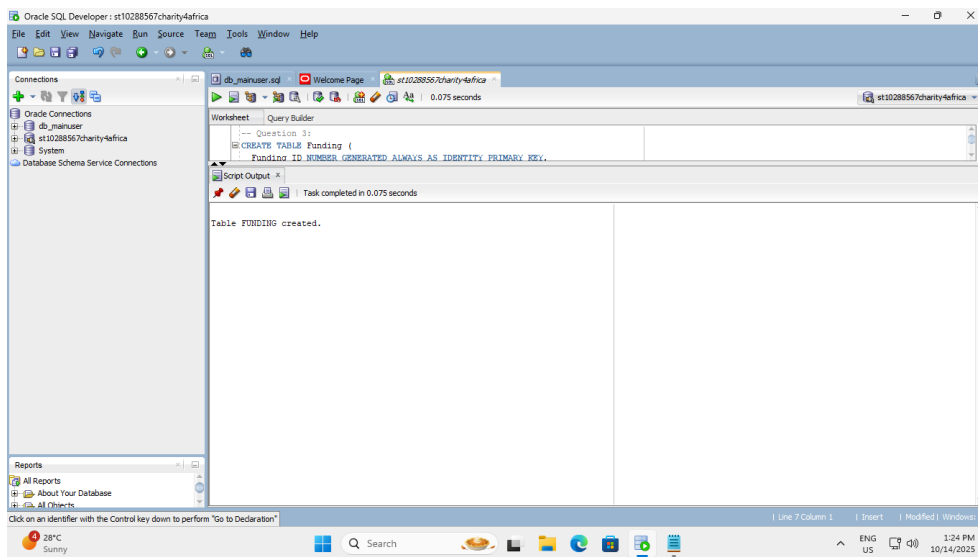 Oracle SQL Developer : st10288567charity4africa
File Edit View Navigate Run Source Team Tools Window Help
Connections
Oracle Connections
db_mainuser
st10288567charity4africa
System
Database Schema Service Connections
db_mainuser.sql
Welcome Page
st10288567charity4africa
0.075 seconds
st10288567charity4africa
Worksheet Query Builder
-- Question 3:
CREATE TABLE Funding (
Funding_ID NUMBER GENERATED ALWAYS AS IDENTITY PRIMARY KEY,
Script Output
Task completed in 0.075 seconds
Table FUNDING created.
Reports
All Reports
About Your Database
All Objects
Click on an identifier with the Control key down to perform "Go to Declaration"
Line 7 Column 1 Insert Modified Windows:
4
28°C
Sunny
Search
ENG
US
1:24 PM
10/14/2025